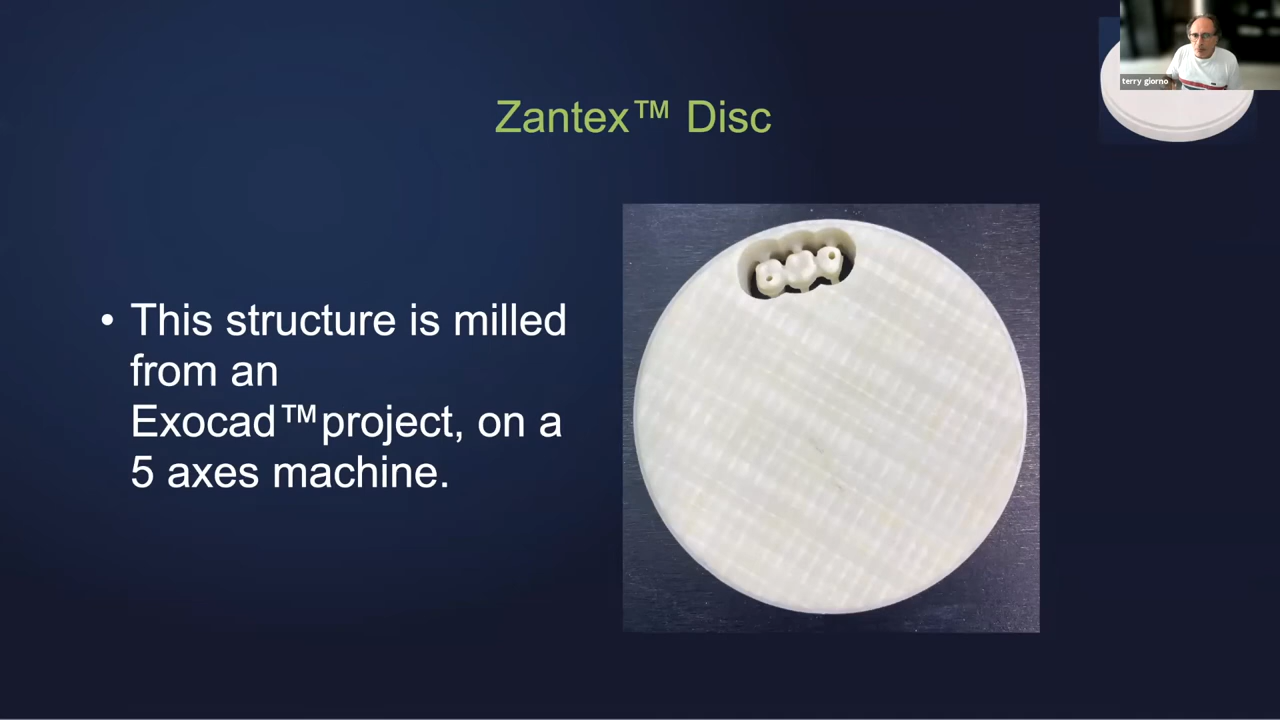 terry giorno
Zantex™ Disc
• This structure is milled
from an
Exocad™project, on a
5 axes machine.